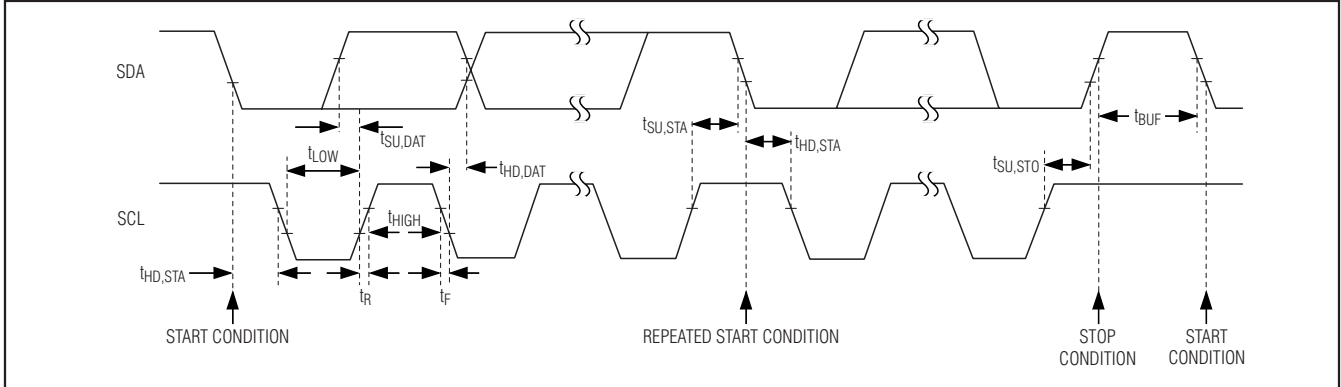 SDA
tSU,DAT
tLOW
tHD,DAT
tSU,STA
tHD,STA
tBUF
tSU,STO
SCL
tHIGH
tHD,STA
tR
tF
START CONDITION
REPEATED START CONDITION
STOP
CONDITION
START
CONDITION